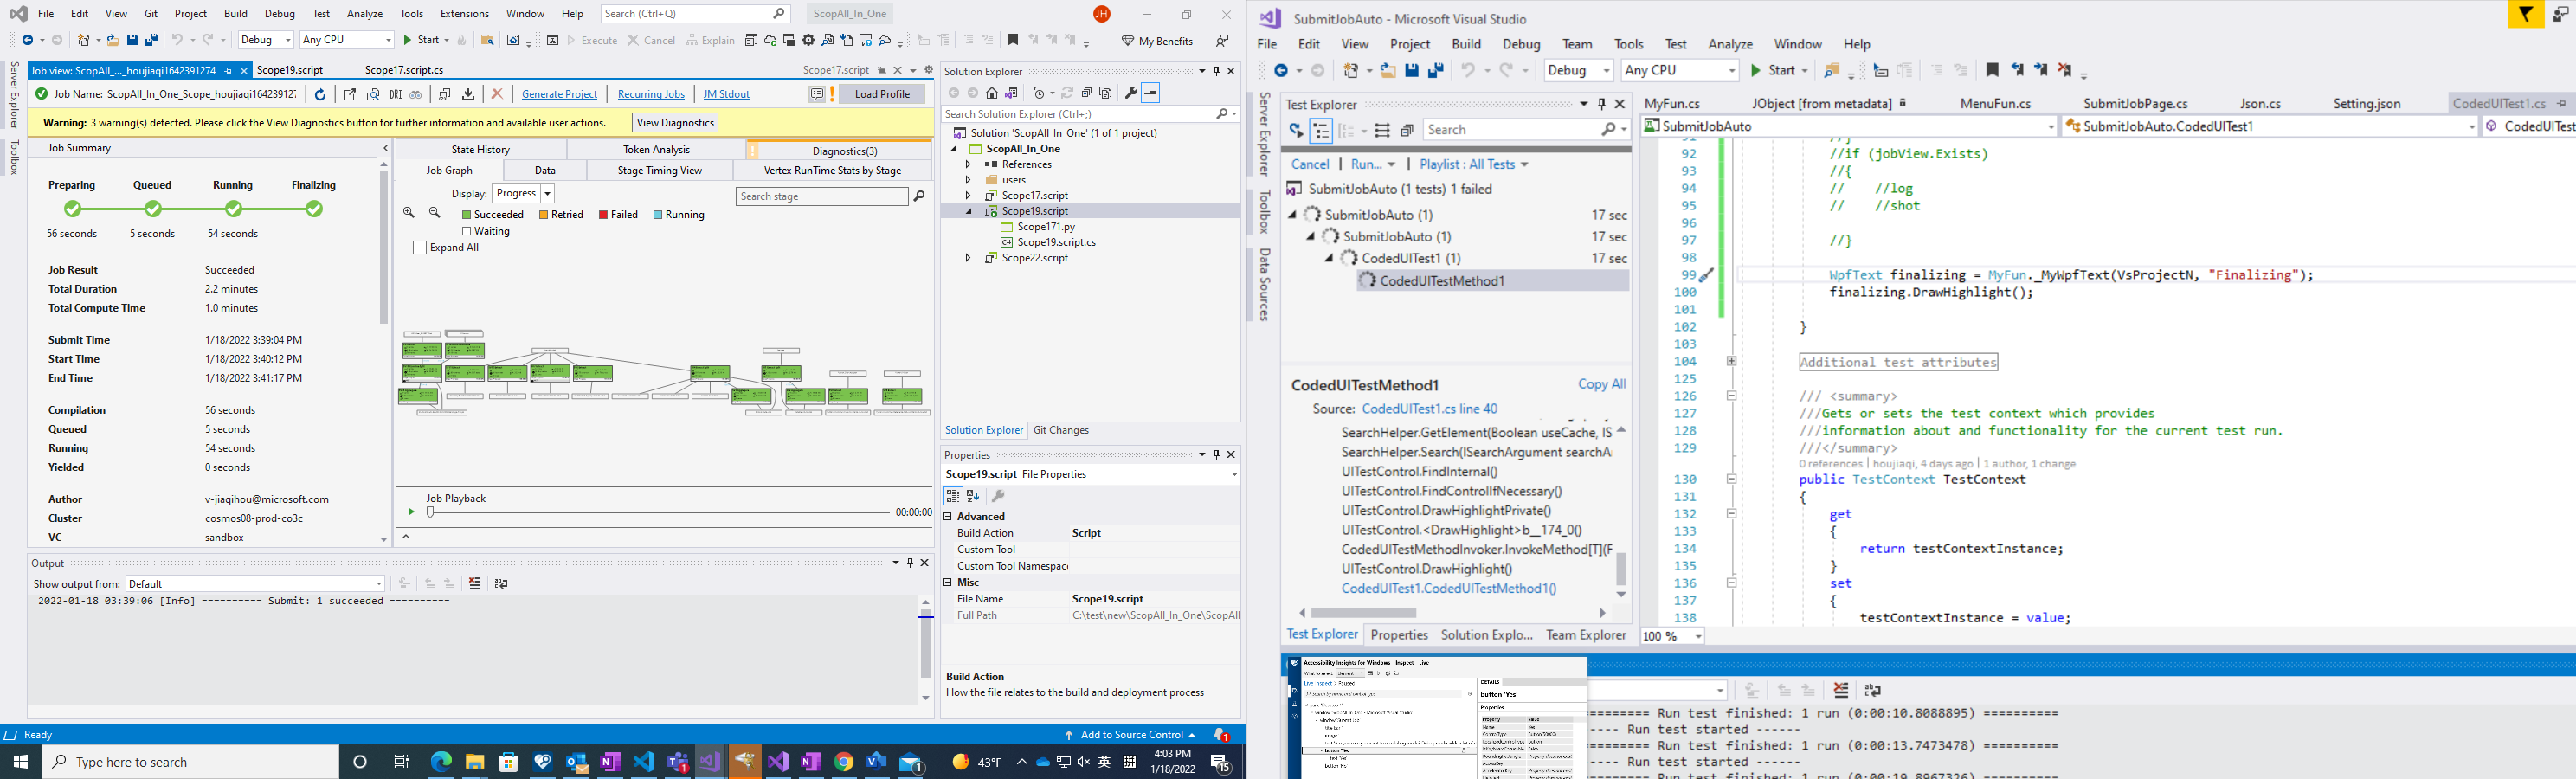 File Edit View Git Project Build Debug Test Analyze Tools Extensions Window Help Search (Ctrl+Q) ScopAll_In_One JH
Debug Any CPU Start Execute Cancel Explain My Benefits
Server Explorer
Toolbox
Job view: ScopAll_..._houjiaqi1642391274 Scope19.script Scope17.script.cs Scope17.script
Job Name: ScopAll_In_One_Scope_houjiaqi164239127 Generate Project Recurring Jobs JM Stdout Load Profile
Warning: 3 warning(s) detected. Please click the View Diagnostics button for further information and available user actions. View Diagnostics
Job Summary
Preparing Queued Running Finalizing
56 seconds 5 seconds 54 seconds
Job Result Succeeded
Total Duration 2.2 minutes
Total Compute Time 1.0 minutes
Submit Time 1/18/2022 3:39:04 PM
Start Time 1/18/2022 3:40:12 PM
End Time 1/18/2022 3:41:17 PM
Compilation 56 seconds
Queued 5 seconds
Running 54 seconds
Yielded 0 seconds
Author v-jiaqihou@microsoft.com
Cluster cosmos08-prod-co3c
VC sandbox
State History Token Analysis Diagnostics(3)
Job Graph Data Stage Timing View Vertex RunTime Stats by Stage
Display: Progress Search stage
Succeeded Retried Failed Running
Waiting
Expand All
Job Playback
00:00:00
Output
Show output from: Default
2022-01-18 03:39:06 [Info] ========== Submit: 1 succeeded ==========
Solution Explorer
Search Solution Explorer (Ctrl+;)
Solution 'ScopAll_In_One' (1 of 1 project)
ScopAll_In_One
References
users
Scope17.script
Scope19.script
Scope171.py
Scope19.script.cs
Scope22.script
Solution Explorer Git Changes
Properties
Scope19.script File Properties
Advanced
Build Action Script
Custom Tool
Custom Tool Namespace
Misc
File Name Scope19.script
Full Path C:\test\new\ScopAll_In_One\ScopAll
Build Action
How the file relates to the build and deployment process
Ready Add to Source Control 1
Type here to search 43°F 英 4:03 PM
1/18/2022 15
SubmitJobAuto - Microsoft Visual Studio
File Edit View Project Build Debug Team Tools Test Analyze Window Help
Debug Any CPU Start
Server Explorer
Toolbox
Data Sources
Test Explorer
Search
Cancel Run... Playlist : All Tests
SubmitJobAuto (1 tests) 1 failed
SubmitJobAuto (1) 17 sec
SubmitJobAuto (1) 17 sec
CodedUITest1 (1) 17 sec
CodedUITestMethod1
CodedUITestMethod1 Copy All
Source: CodedUITest1.cs line 40
SearchHelper.GetElement(Boolean useCache, IS
SearchHelper.Search(ISearchArgument searchAr
UITestControl.FindInternal()
UITestControl.FindControlIfNecessary()
UITestControl.DrawHighlightPrivate()
UITestControl.<DrawHighlight>b__174_0()
CodedUITestMethodInvoker.InvokeMethod[T](F
UITestControl.DrawHighlight()
CodedUITest1.CodedUITestMethod1()
Test Explorer Properties Solution Explo... Team Explorer
MyFun.cs JObject [from metadata] MenuFun.cs SubmitJobPage.cs Json.cs Setting.json CodedUITest1.cs
SubmitJobAuto SubmitJobAuto.CodedUITest1 CodedUITest
92 //if (jobView.Exists)
93 //{
94 // //log
95 // //shot
96
97 //}
98
99 WpfText finalizing = MyFun._MyWpfText(VsProjectN, "Finalizing");
100 finalizing.DrawHighlight();
101
102 }
103
104 Additional test attributes
125
126 /// <summary>
127 ///Gets or sets the test context which provides
128 ///information about and functionality for the current test run.
129 ///</summary>
0 references | houjiaqi, 4 days ago | 1 author, 1 change
130 public TestContext TestContext
131 {
132 get
133 {
134 return testContextInstance;
135 }
136 set
137 {
138 testContextInstance = value;
100 %
Accessibility Insights for Windows Inspect Live
DETAILS
button 'Yes'
Properties
========= Run test finished: 1 run (0:00:10.8088895) ==========
---- Run test started ------
========= Run test finished: 1 run (0:00:13.7473478) ==========
---- Run test started ------
========= Run test finished: 1 run (0:00:19.8967326) ==========